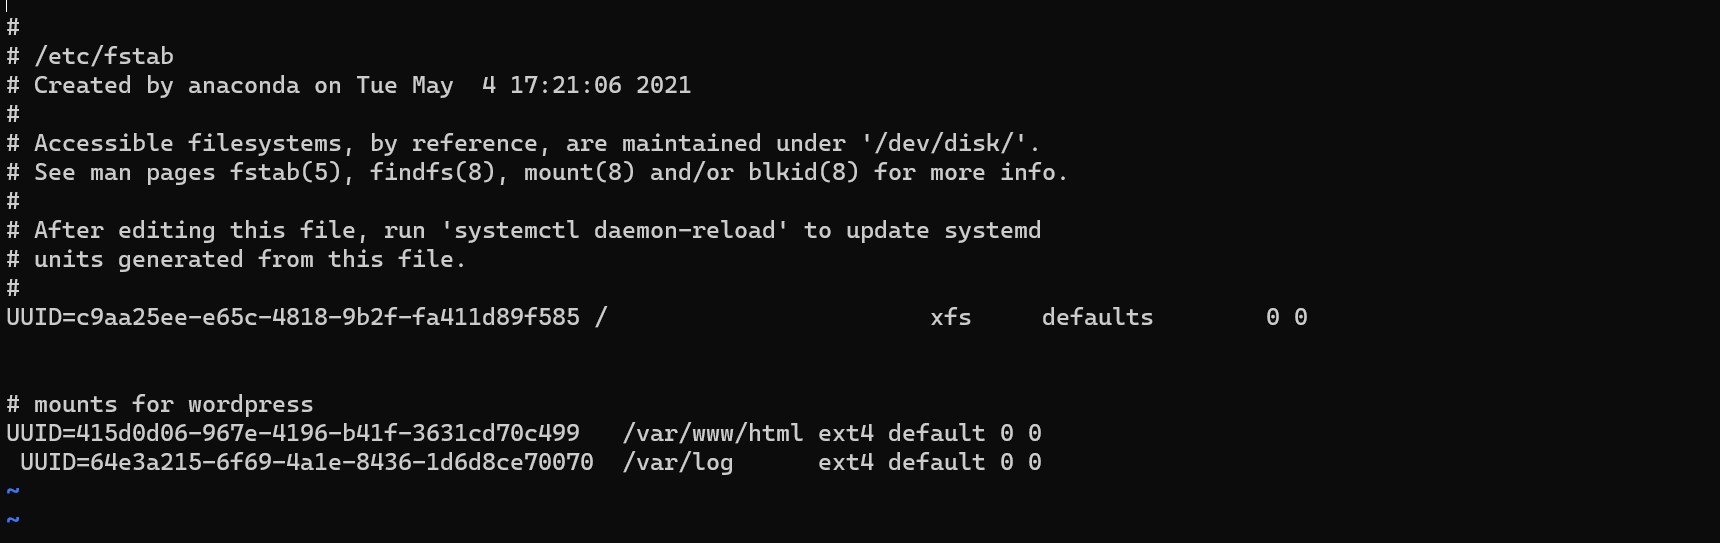 #
# /etc/fstab
# Created by anaconda on Tue May  4 17:21:06 2021
#
# Accessible filesystems, by reference, are maintained under '/dev/disk/'.
# See man pages fstab(5), findfs(8), mount(8) and/or blkid(8) for more info.
#
# After editing this file, run 'systemctl daemon-reload' to update systemd
# units generated from this file.
#
UUID=c9aa25ee-e65c-4818-9b2f-fa411d89f585 /                       xfs     defaults        0 0
# mounts for wordpress
UUID=415d0d06-967e-4196-b41f-3631cd70c499   /var/www/html ext4 default 0 0
 UUID=64e3a215-6f69-4a1e-8436-1d6d8ce70070  /var/log      ext4 default 0 0
~
~